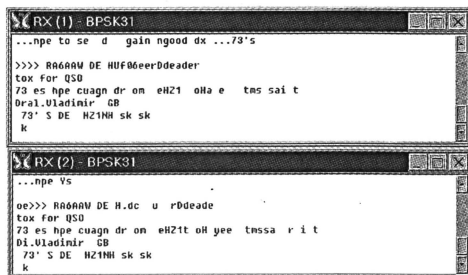 RX (1) - BPSK31
...npe to se d gain ngood dx ...73's
>>>> RA6AAW DE HUf06eerDdeader
tox for QSO
73 es hpe cuagn dr om eHZ1 oHa e tms sai t
Oral.Vladimir GB
73' S DE HZ1NH sk sk
k
RX (2) - BPSK31
...npe Ys
oe>>> RA6AAW DE H.dc u rDdeade
tox for QSO
73 es hpe cuagn dr om eHZ1t oH yee tmssa r i t
Di.Vladimir GB
73' S DE HZ1NH sk sk
k